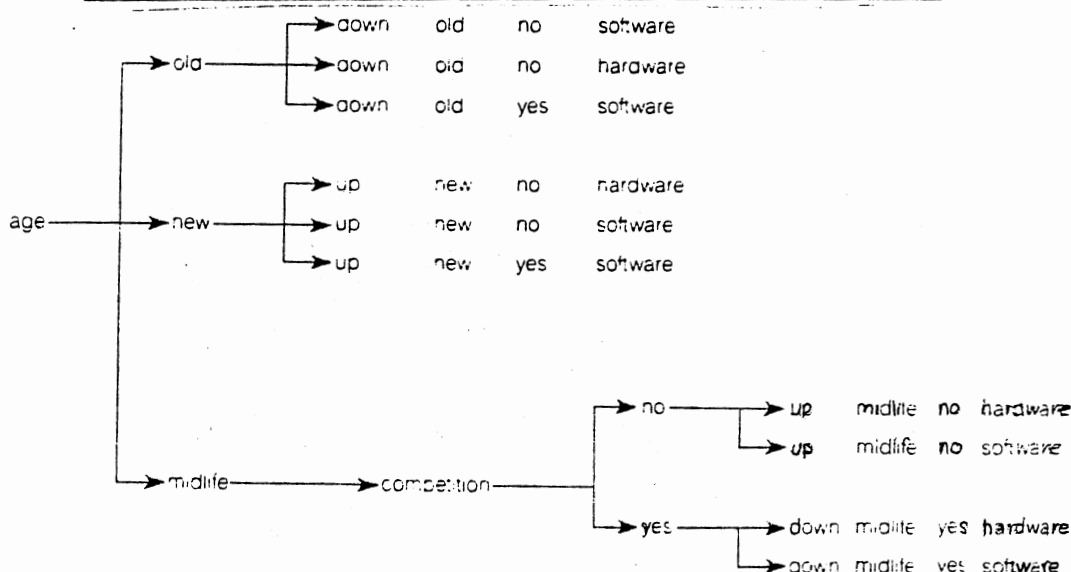 down old no software
old down old no hardware
down old yes software
up new no hardware
age new up new no software
up new yes software
no up midlife no hardware
up midlife no software
midlife competition
yes down midlife yes hardware
down midlife yes software